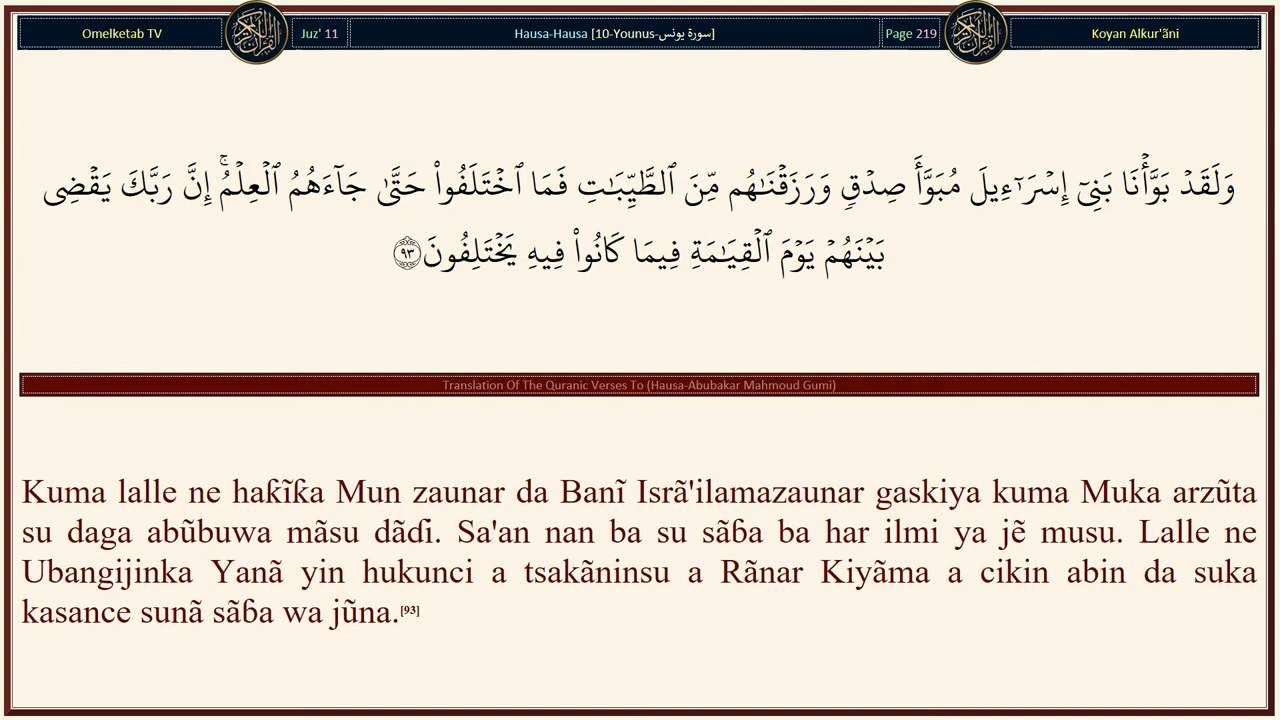 Omelketab TV
Juz' 11
Hausa-Hausa [10-Younus-سورة يونس]
Page 219
Koyan Alƙur'ãni
وَلَقَدۡ بَوَّأۡنَا بَنِيٓ إِسۡرَٰٓءِيلَ مُبَوَّأَ صِدۡقٖ وَرَزَقۡنَٰهُم مِّنَ ٱلطَّيِّبَٰتِ فَمَا ٱخۡتَلَفُواْ حَتَّىٰ جَآءَهُمُ ٱلۡعِلۡمُۚ إِنَّ رَبَّكَ يَقۡضِي
بَيۡنَهُمۡ يَوۡمَ ٱلۡقِيَٰمَةِ فِيمَا كَانُواْ فِيهِ يَخۡتَلِفُونَ ٩٣
Translation Of The Quranic Verses To (Hausa-Abubakar Mahmoud Gumi)
Kuma lalle ne haƙĩƙa Mun zaunar da Banĩ Isrã'ilamazaunar gaskiya kuma Muka arzũta
su daga abũbuwa mãsu dãɗi. Sa'an nan ba su sãɓa ba har ilmi ya jẽ musu. Lalle ne
Ubangijinka Yanã yin hukunci a tsakãninsu a Rãnar Kiyãma a cikin abin da suka
kasance sunã sãɓa wa jũna.[93]